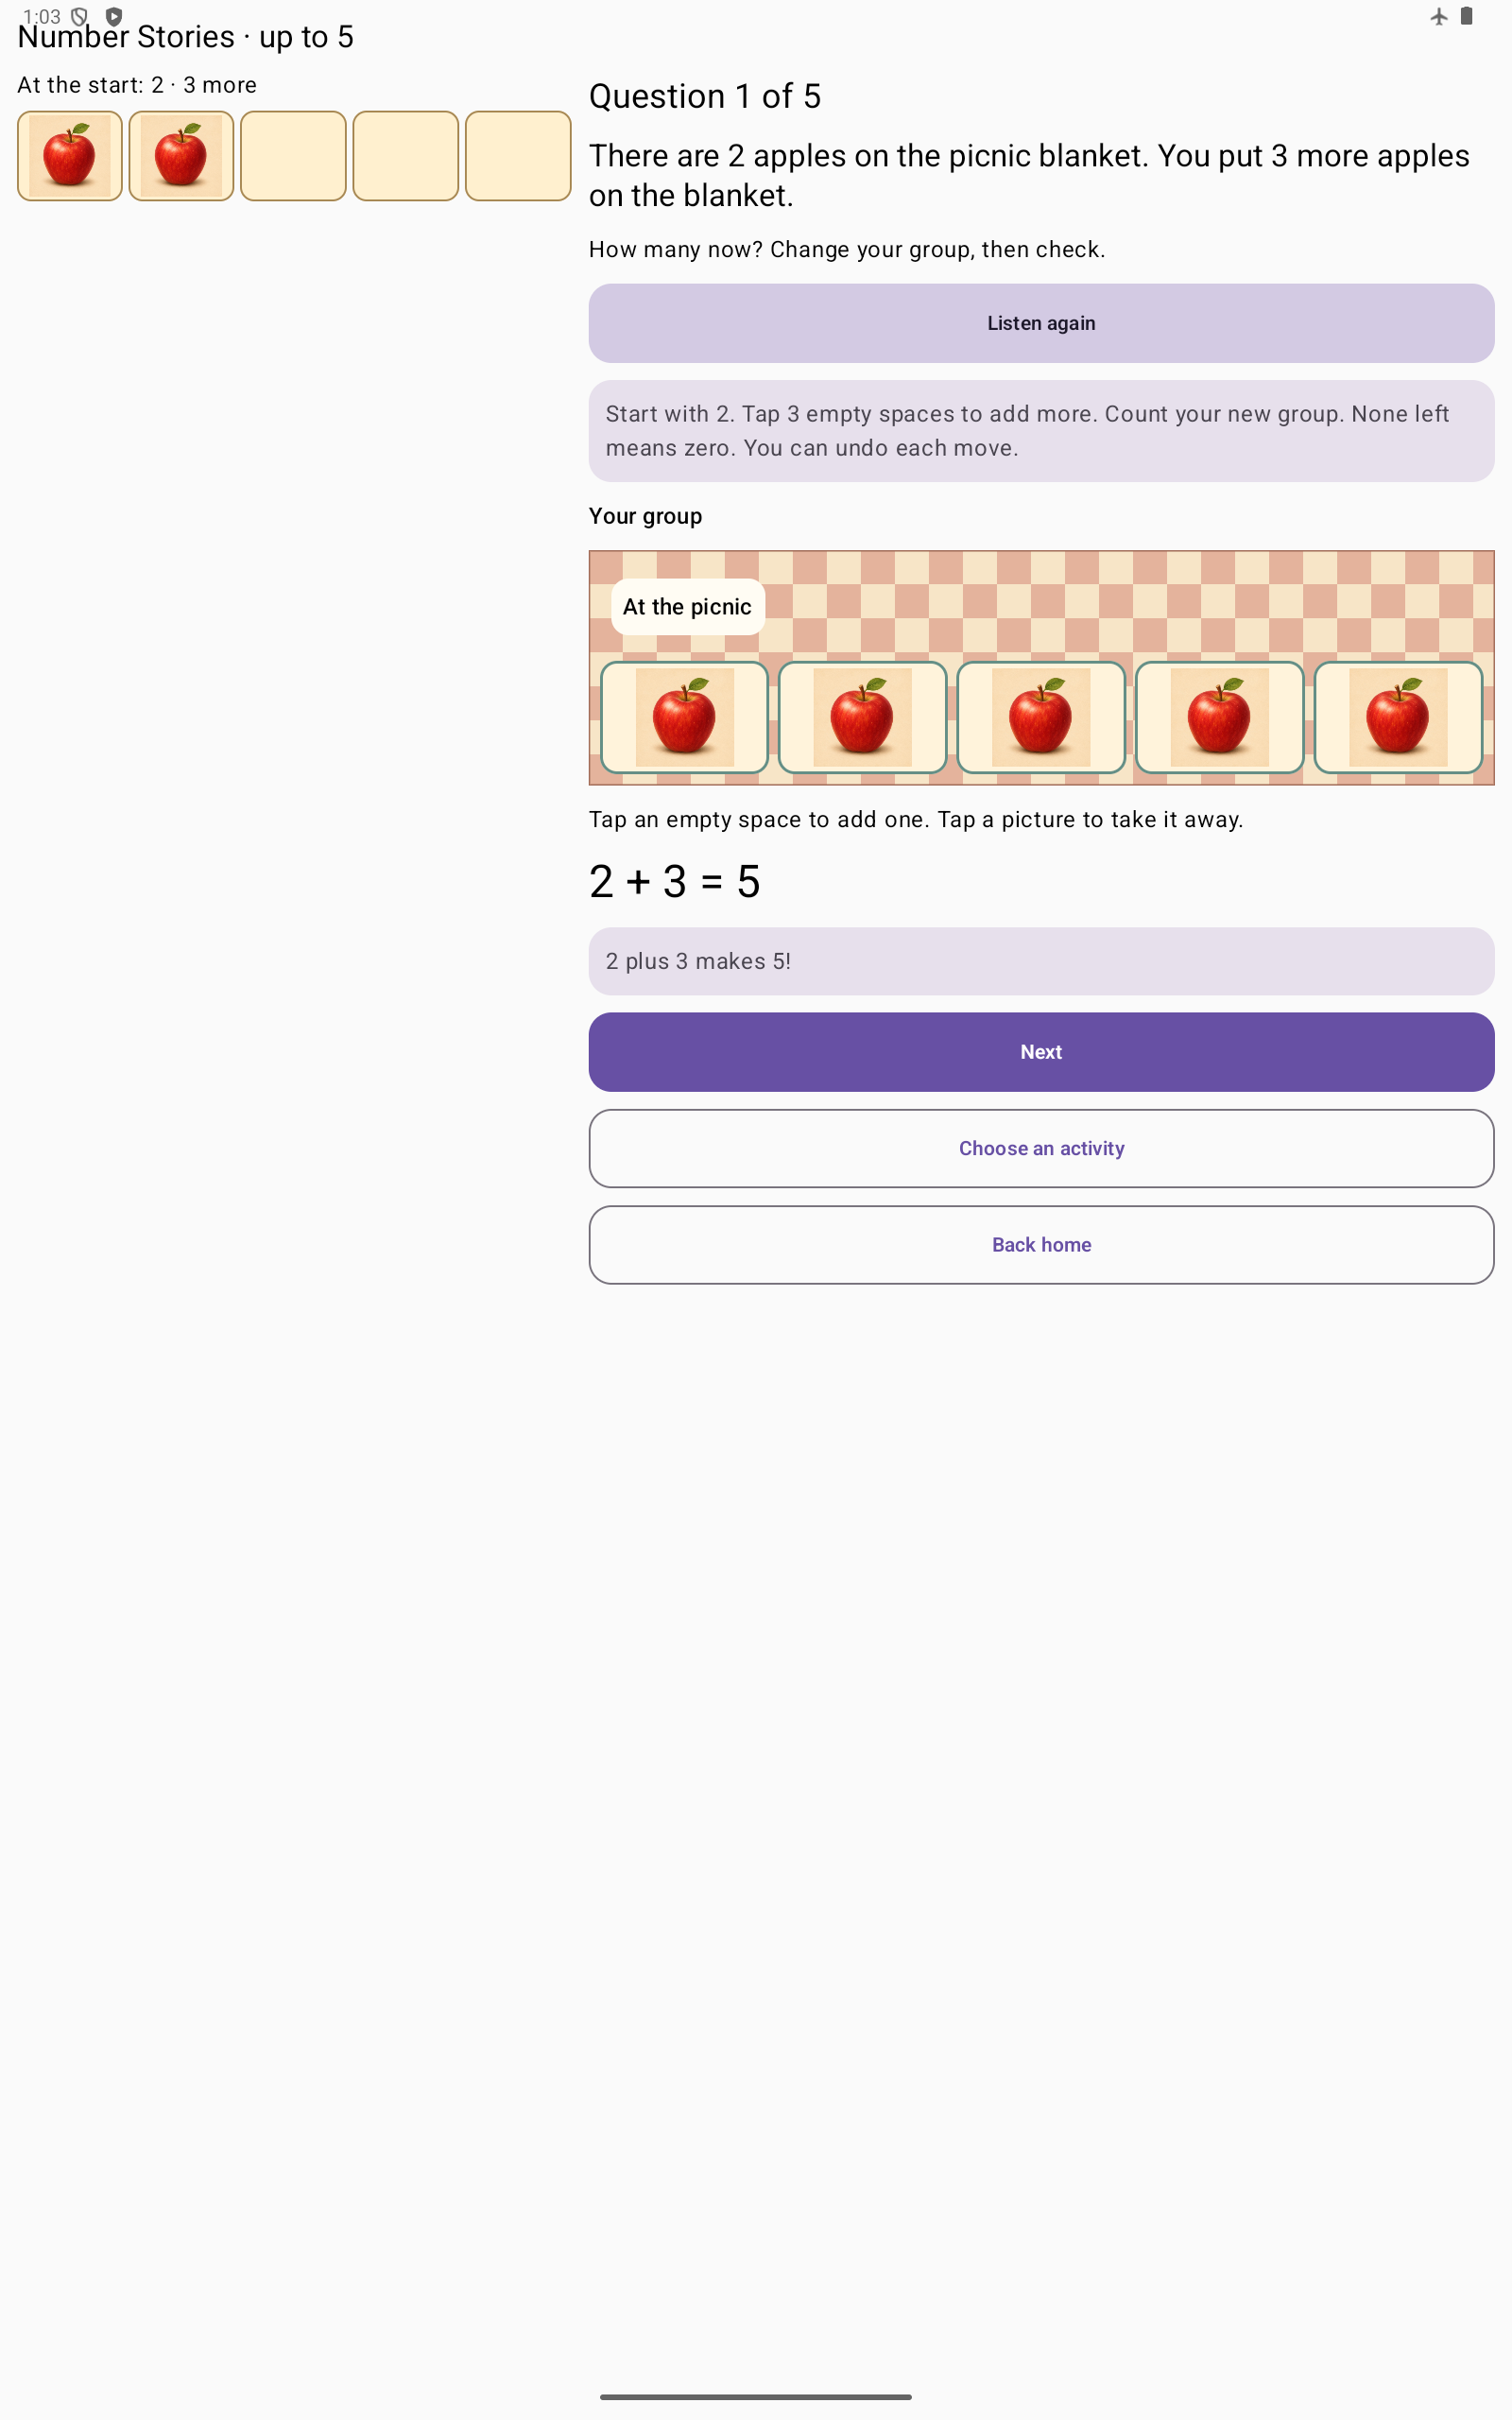 1:03
Number Stories · up to 5
At the start: 2 · 3 more
Question 1 of 5
There are 2 apples on the picnic blanket. You put 3 more apples
on the blanket.
How many now? Change your group, then check.
Listen again
Start with 2. Tap 3 empty spaces to add more. Count your new group. None left
means zero. You can undo each move.
Your group
At the picnic
Tap an empty space to add one. Tap a picture to take it away.
2 + 3 = 5
2 plus 3 makes 5!
Next
Choose an activity
Back home